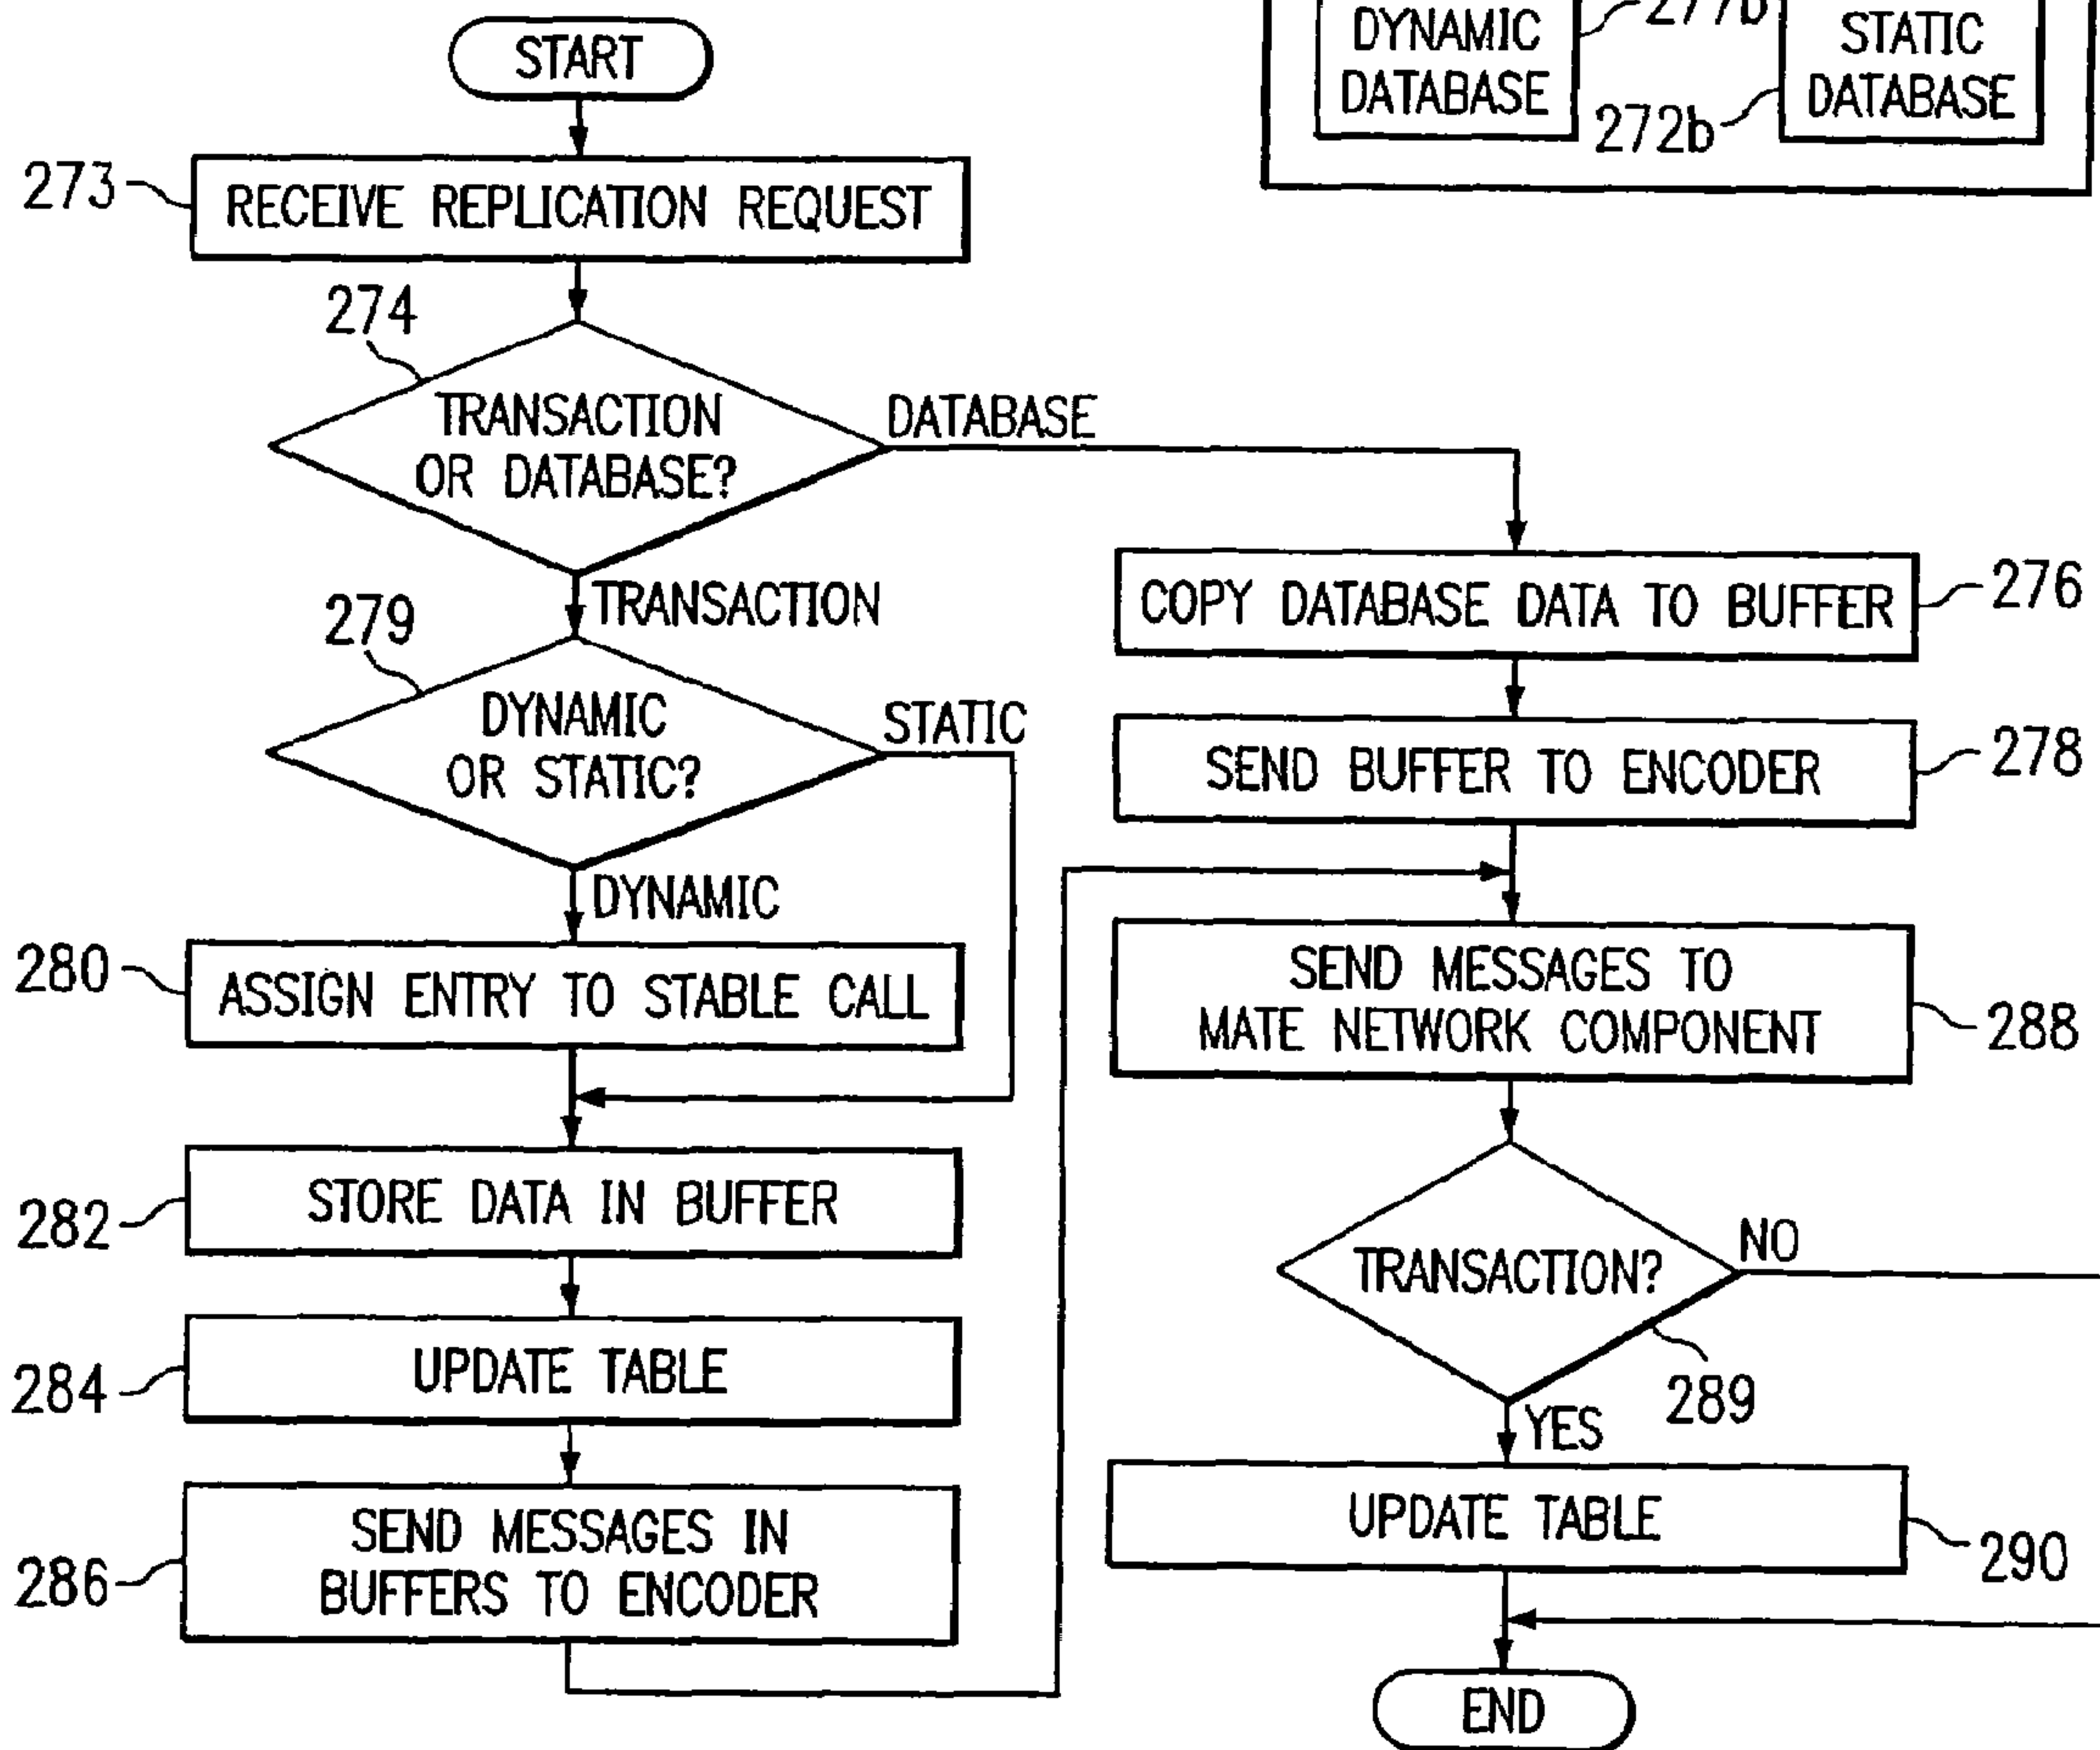 START
273
RECEIVE REPLICATION REQUEST
274
TRANSACTION
OR DATABASE?
DATABASE
TRANSACTION
279
DYNAMIC
OR STATIC?
STATIC
DYNAMIC
280
ASSIGN ENTRY TO STABLE CALL
282
STORE DATA IN BUFFER
284
UPDATE TABLE
286
SEND MESSAGES IN
BUFFERS TO ENCODER
DYNAMIC
DATABASE
277b
STATIC
DATABASE
272b
COPY DATABASE DATA TO BUFFER
276
SEND BUFFER TO ENCODER
278
SEND MESSAGES TO
MATE NETWORK COMPONENT
288
TRANSACTION?
NO
289
YES
UPDATE TABLE
290
END